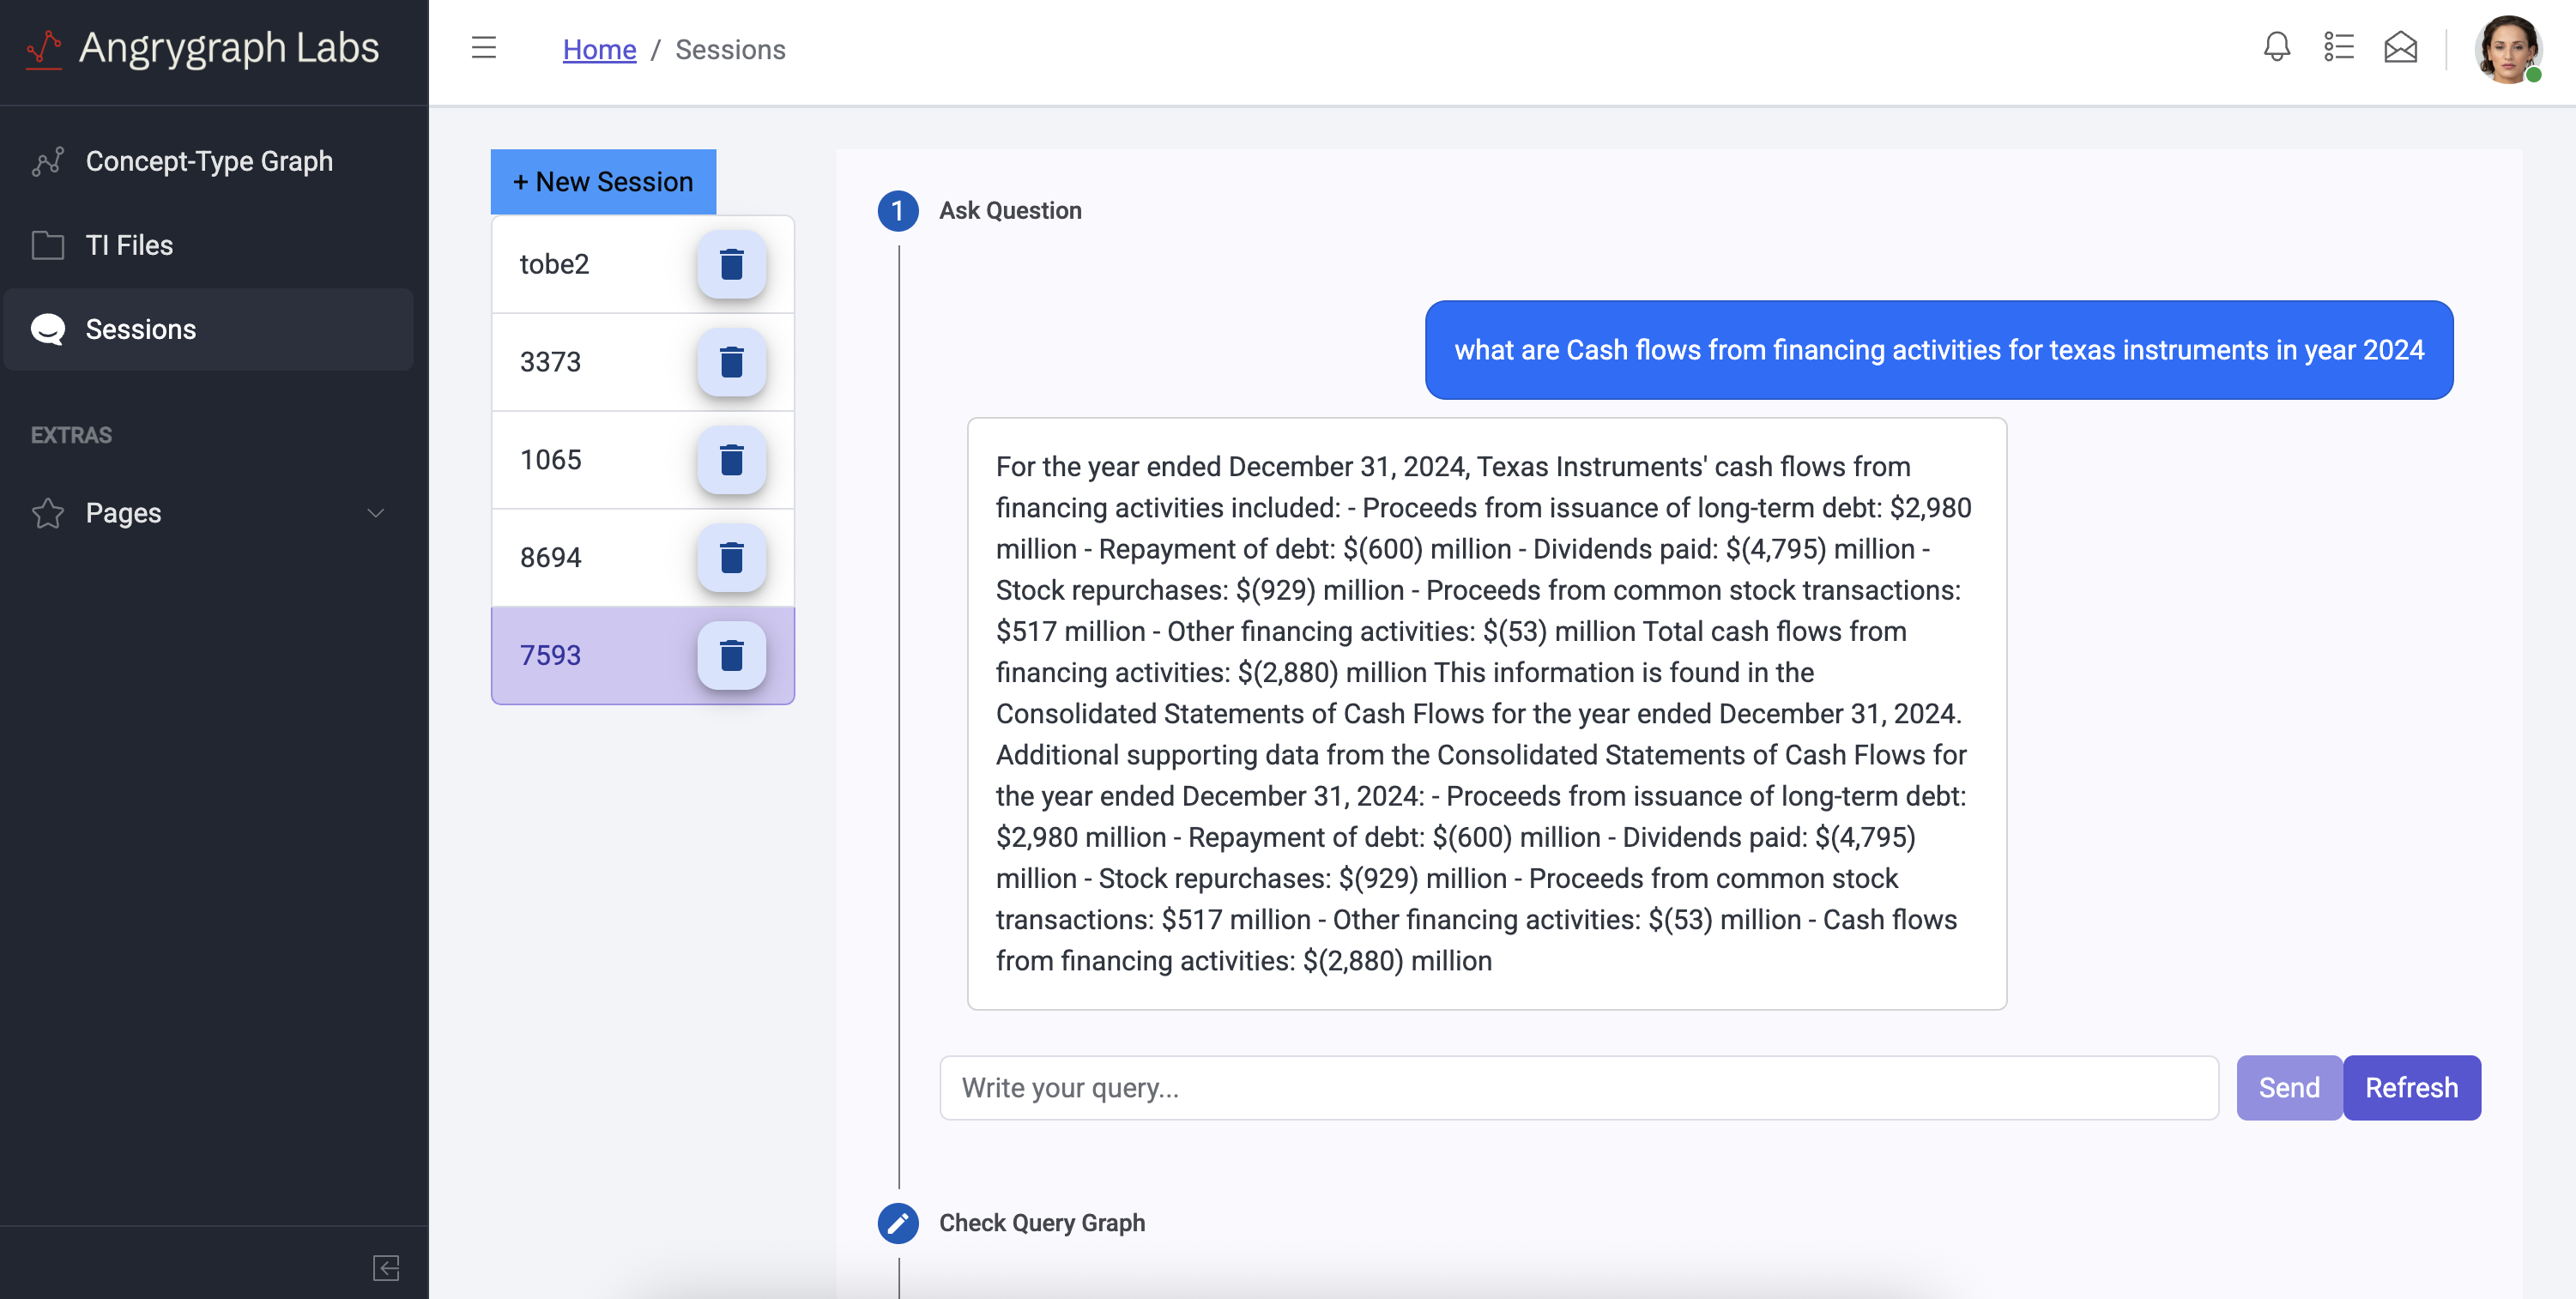 Angrygraph Labs
Concept-Type Graph
TI Files
Sessions
EXTRAS
Pages
Home / Sessions
+ New Session
tobe2
3373
1065
8694
7593
1 Ask Question
what are Cash flows from financing activities for texas instruments in year 2024
For the year ended December 31, 2024, Texas Instruments' cash flows from
financing activities included: - Proceeds from issuance of long-term debt: $2,980
million - Repayment of debt: $(600) million - Dividends paid: $(4,795) million -
Stock repurchases: $(929) million - Proceeds from common stock transactions:
$517 million - Other financing activities: $(53) million Total cash flows from
financing activities: $(2,880) million This information is found in the
Consolidated Statements of Cash Flows for the year ended December 31, 2024.
Additional supporting data from the Consolidated Statements of Cash Flows for
the year ended December 31, 2024: - Proceeds from issuance of long-term debt:
$2,980 million - Repayment of debt: $(600) million - Dividends paid: $(4,795)
million - Stock repurchases: $(929) million - Proceeds from common stock
transactions: $517 million - Other financing activities: $(53) million - Cash flows
from financing activities: $(2,880) million
Write your query...
Send
Refresh
Check Query Graph